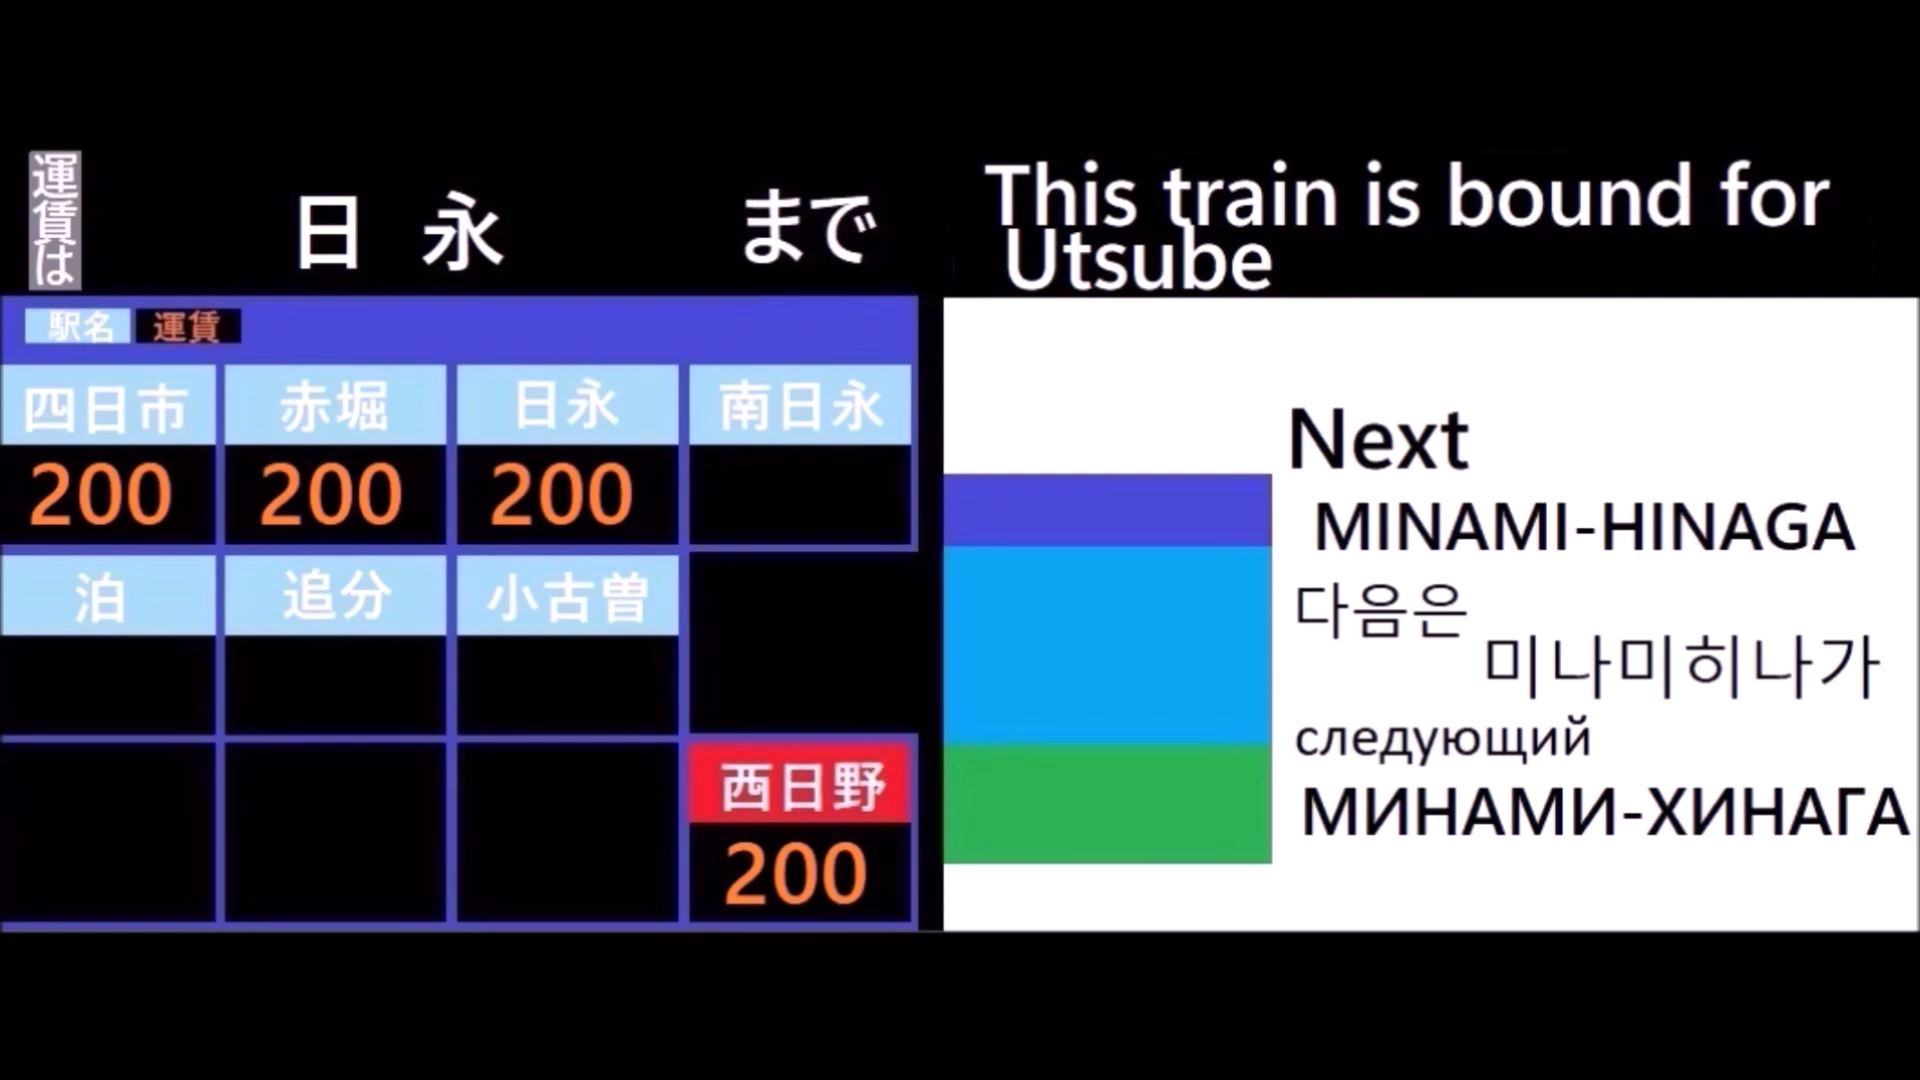 運賃は
日 永 まで
駅名 運賃
四日市 赤堀 日永 南日永
200 200 200
泊 追分 小古曽
西日野
200
This train is bound for
Utsube
Next
MINAMI-HINAGA
다음은
미나미히나가
следующий
МИНАМИ-ХИНАГА